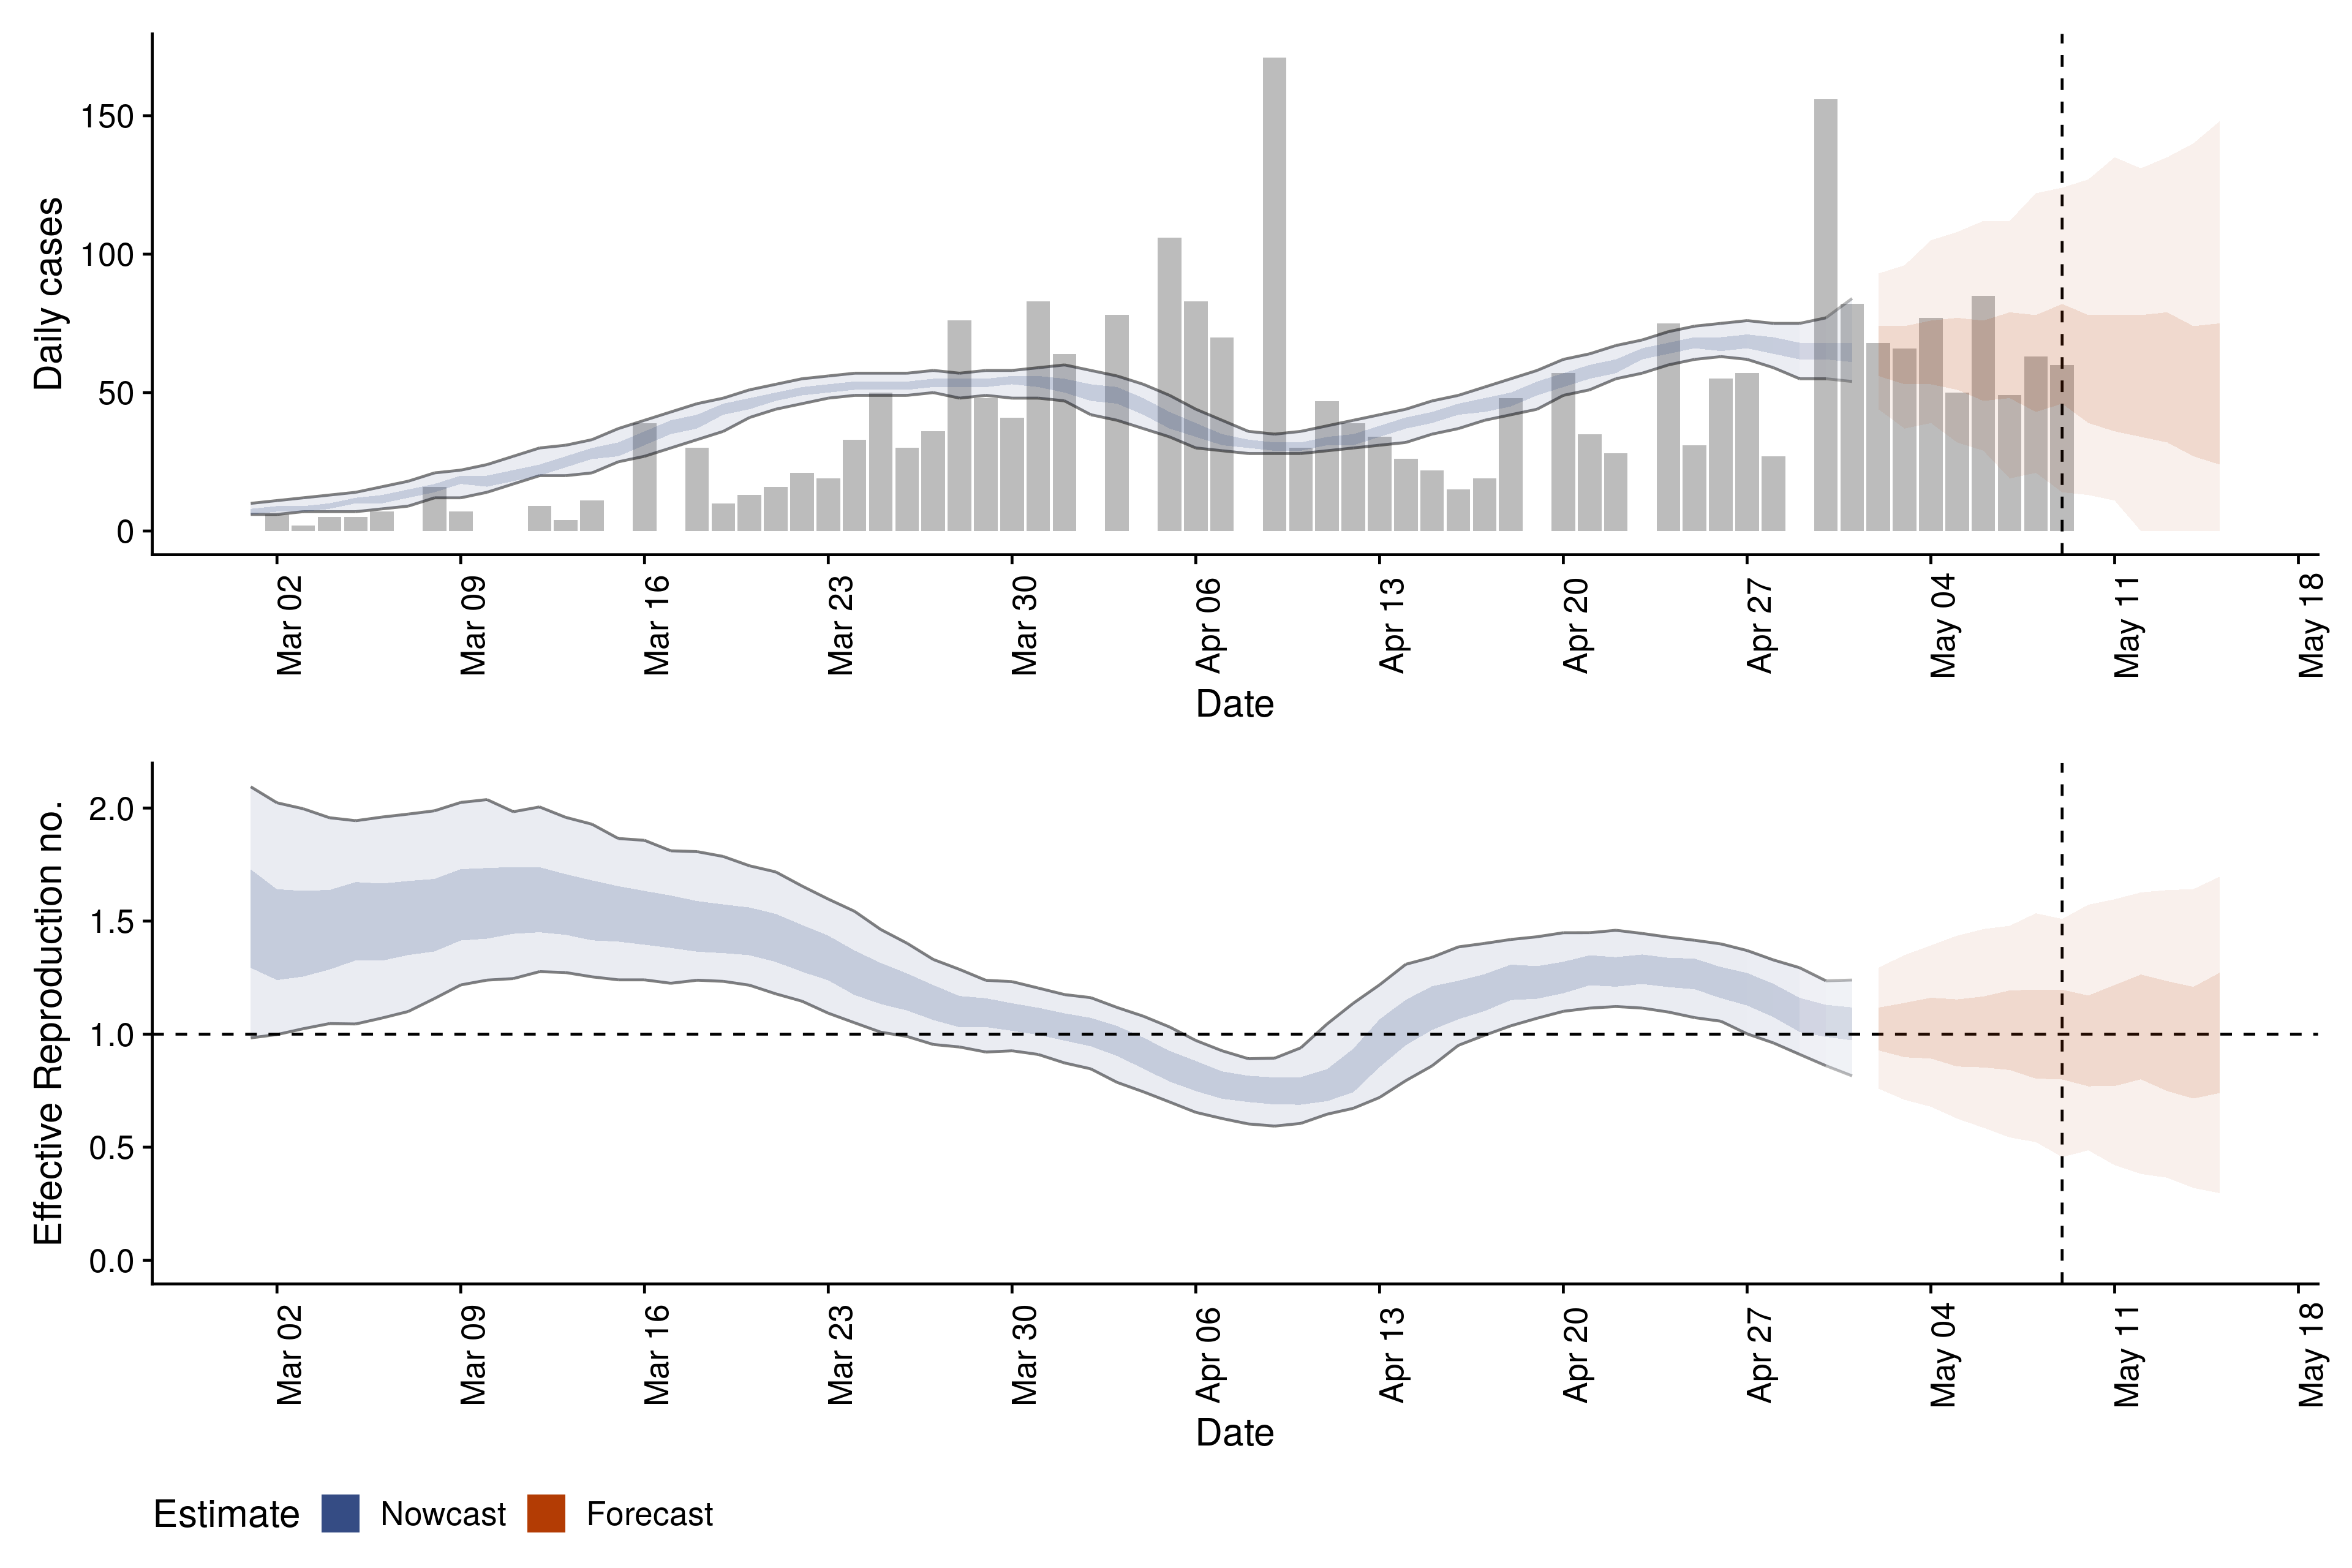 Daily cases
150
100
50
0
Mar 02
Mar 09
Mar 16
Mar 23
Mar 30
Apr 06
Apr 13
Apr 20
Apr 27
May 04
May 11
May 18
Date
Effective Reproduction no.
2.0
1.5
1.0
0.5
0.0
Mar 02
Mar 09
Mar 16
Mar 23
Mar 30
Apr 06
Apr 13
Apr 20
Apr 27
May 04
May 11
May 18
Date
Estimate Nowcast Forecast